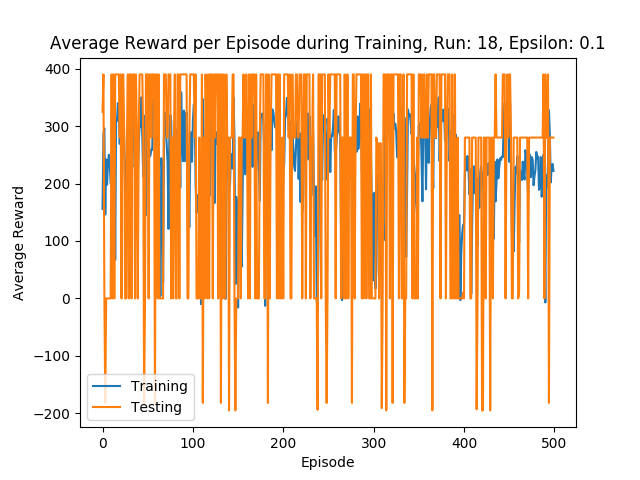 Average Reward per Episode during Training, Run: 18, Epsilon: 0.1
400
300
200
100
0
−100
−200
Average Reward
Training
Testing
0 100 200 300 400 500
Episode